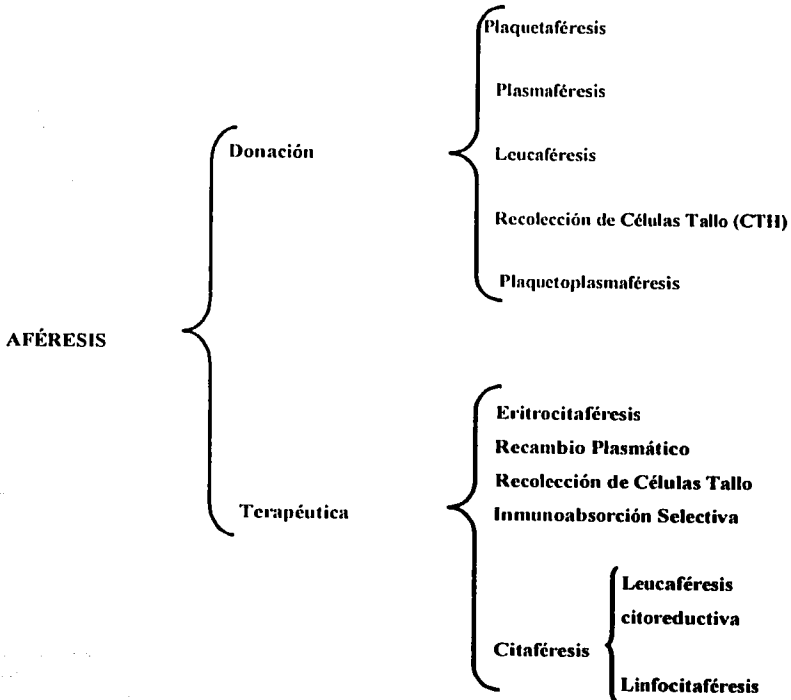 Plaquetaféresis
Plasmaféresis
Donación
Leucaféresis
Recolección de Células Tallo (CTH)
Plaquetoplasmaféresis
AFÉRESIS
Eritrocitaféresis
Recambio Plasmático
Recolección de Células Tallo
Terapéutica
Inmunoabsorción Selectiva
Leucaféresis
citoreductiva
Citaféresis
Linfocitaféresis